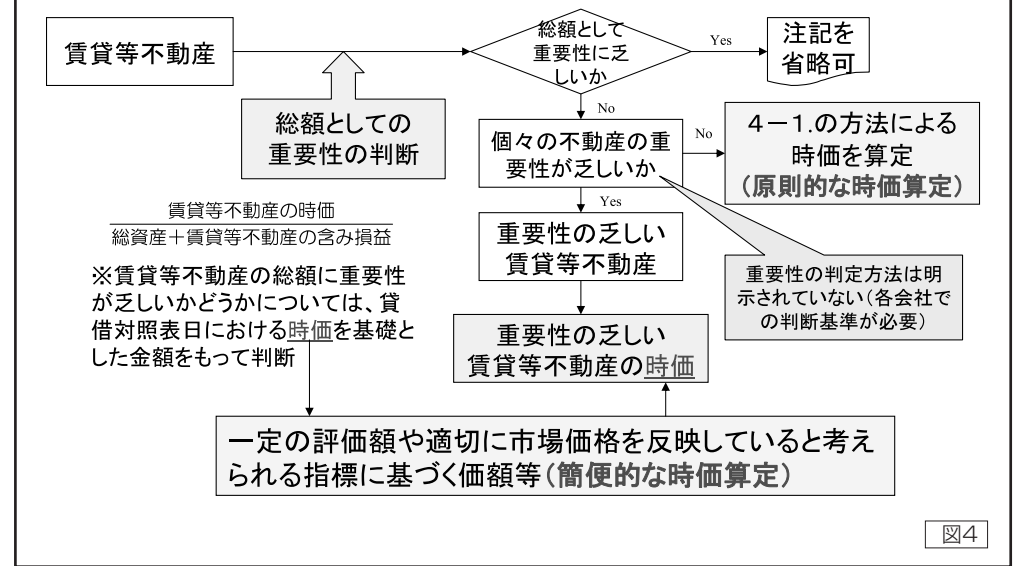 賃貸等不動産
総額として
重要性に乏
しいか
Yes
注記を
省略可
総額としての
重要性の判断
No
個々の不動産の重
要性が乏しいか
No
4－1.の方法による
時価を算定
（原則的な時価算定）
賃貸等不動産の時価
総資産＋賃貸等不動産の含み損益
Yes
重要性の乏しい
賃貸等不動産
※賃貸等不動産の総額に重要性
が乏しいかどうかについては、貸
借対照表日における時価を基礎と
した金額をもって判断
重要性の判定方法は明
示されていない（各会社で
の判断基準が必要）
重要性の乏しい
賃貸等不動産の時価
一定の評価額や適切に市場価格を反映していると考え
られる指標に基づく価額等（簡便的な時価算定）
図4